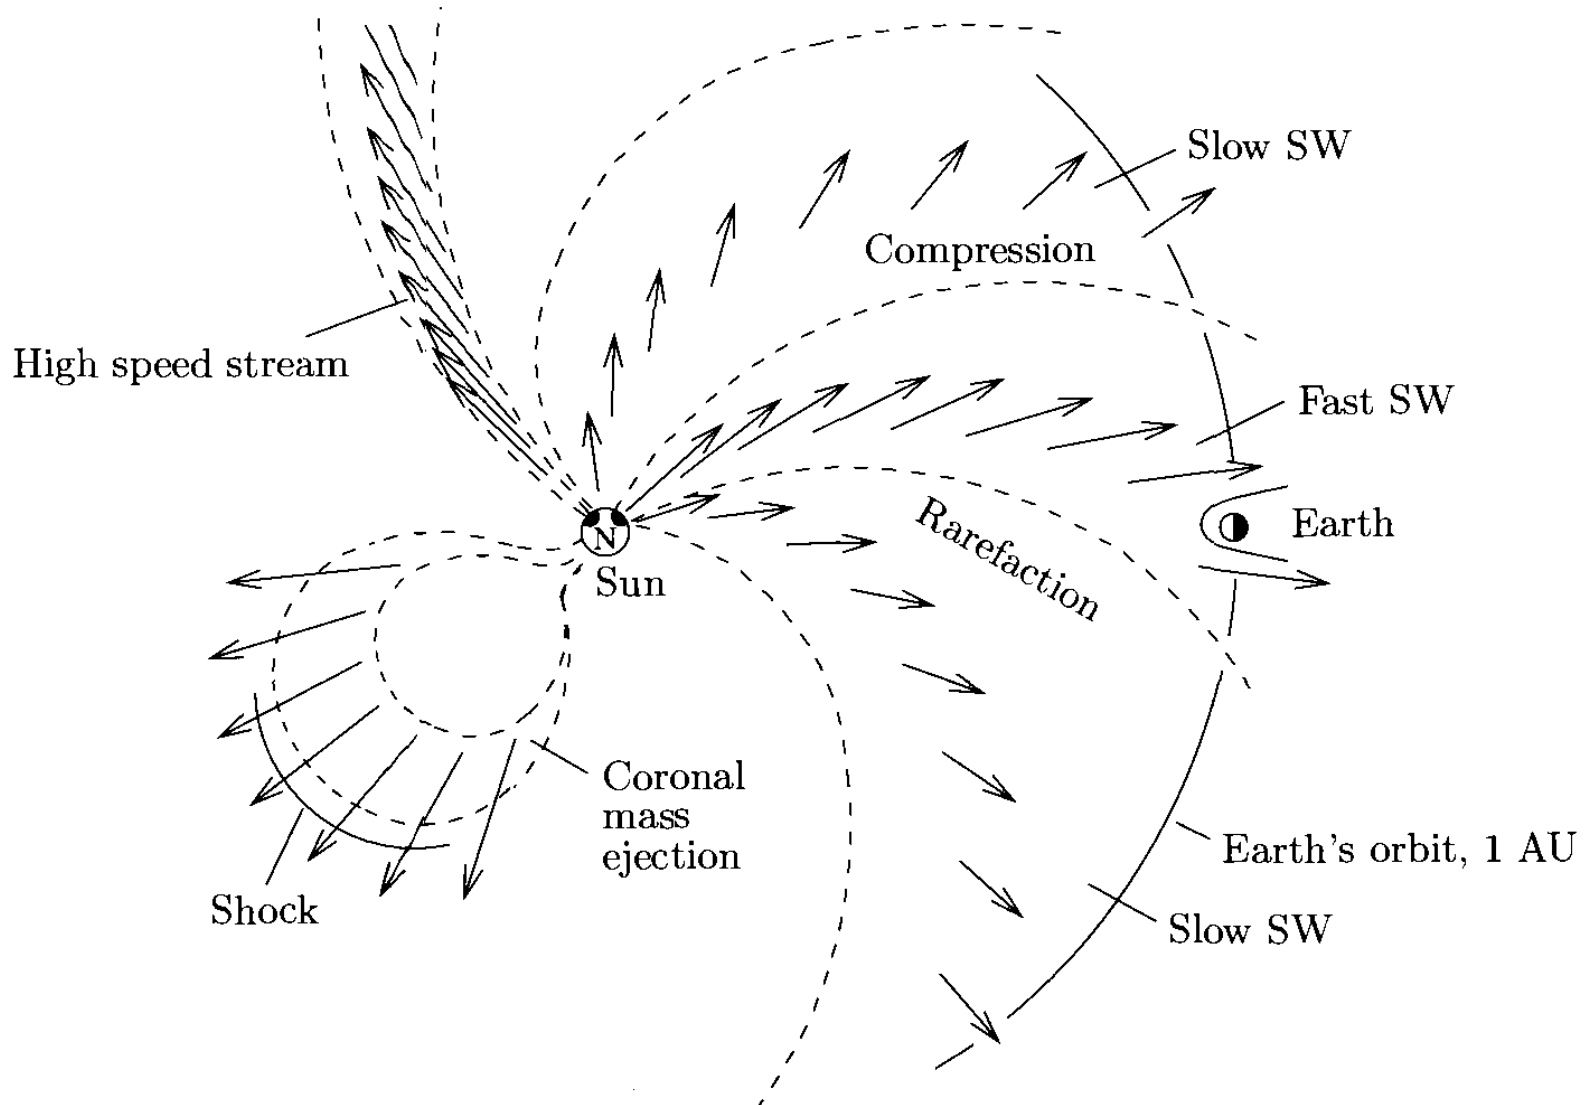 Slow SW
Compression
High speed stream
Fast SW
Rarefaction
Earth
N
Sun
Coronal
mass
ejection
Earth's orbit, 1 AU
Shock
Slow SW